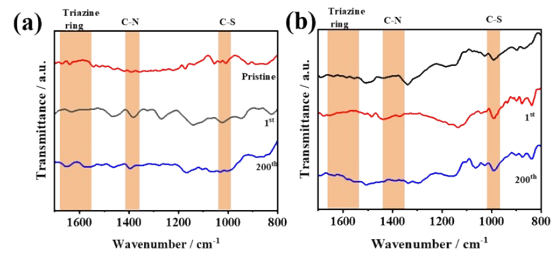 (a)
Triazine
ring
C-N
C-S
Pristine
1st
200th
Transmittance / a.u.
1600
1400
1200
1000
800
Wavenumber / cm-1
(b)
Triazine
ring
C-N
C-S
1st
200th
Transmittance / a.u.
1600
1400
1200
1000
800
Wavenumber / cm-1